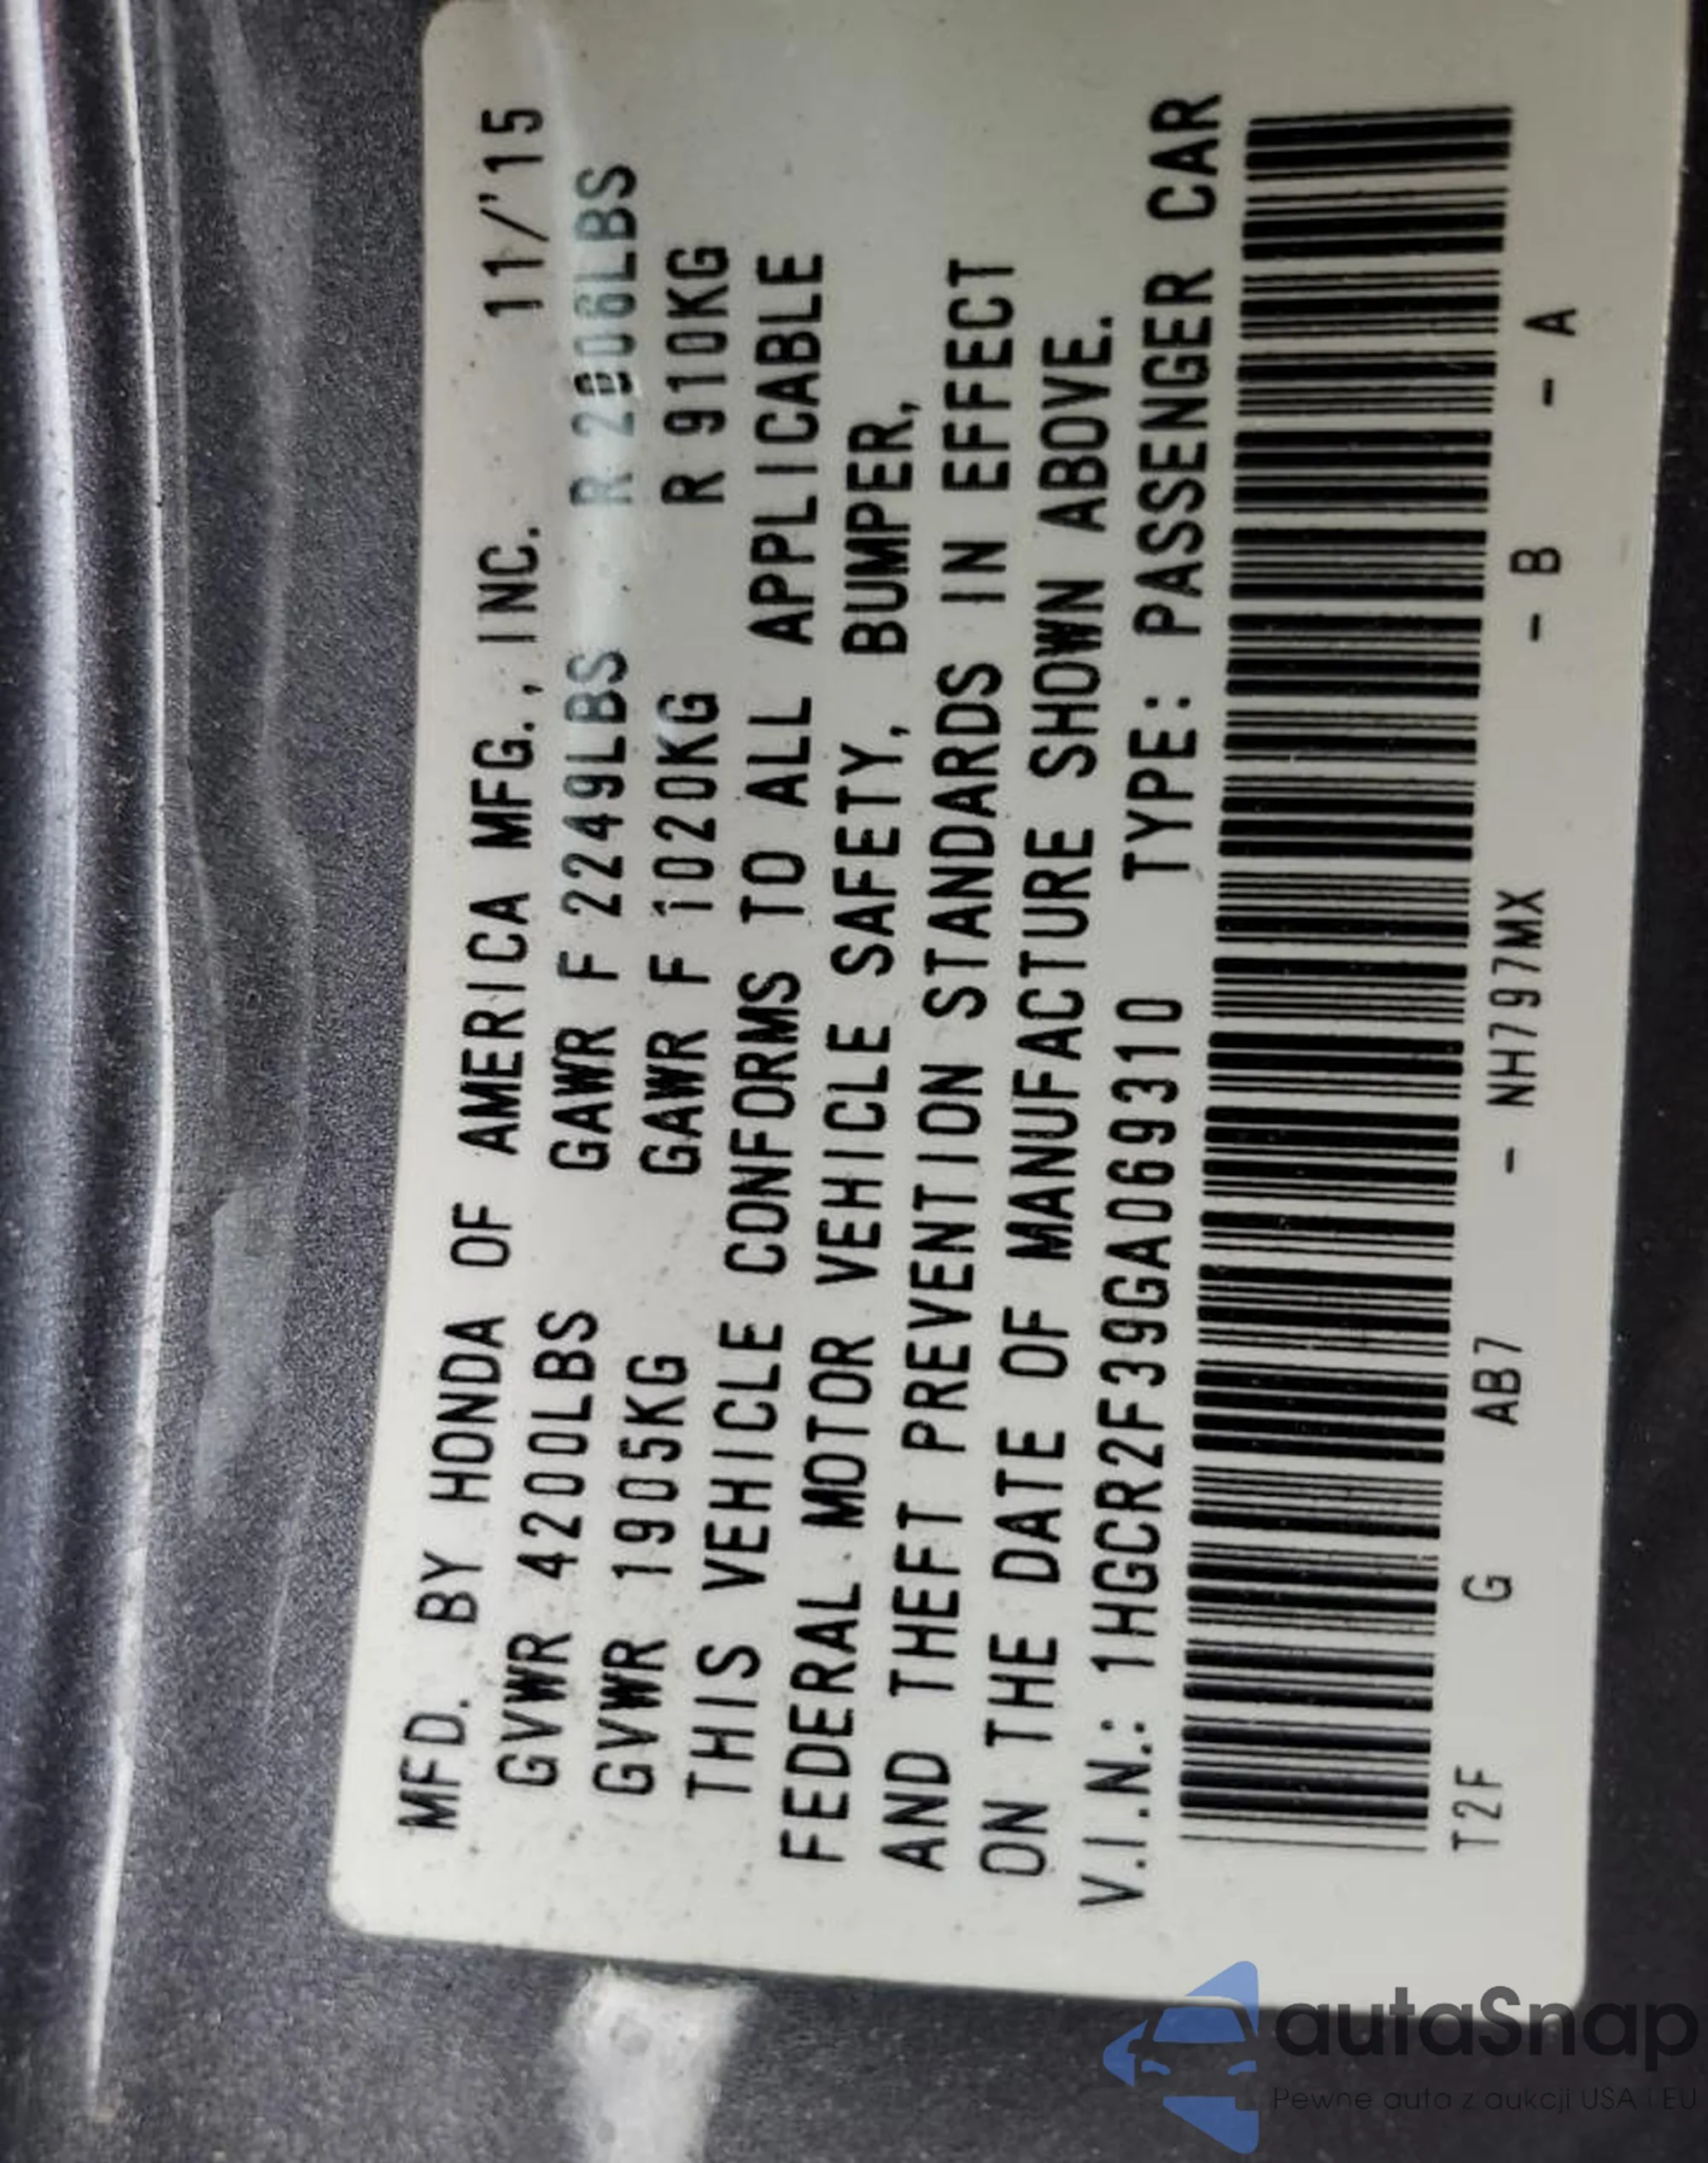 MFD. BY HONDA OF AMERICA MFG., INC. 11/'15
GVWR 4200LBS GAWR F 2249LBS R 2006LBS
GVWR 1905KG GAWR F 1020KG R 910KG
THIS VEHICLE CONFORMS TO ALL APPLICABLE
FEDERAL MOTOR VEHICLE SAFETY, BUMPER,
AND THEFT PREVENTION STANDARDS IN EFFECT
ON THE DATE OF MANUFACTURE SHOWN ABOVE.
V.I.N.: 1HGCR2F39GA069310 TYPE: PASSENGER CAR
T2F G AB7 - NH797MX - B - A
autaSnap
Pewne auta z aukcji USA i EU